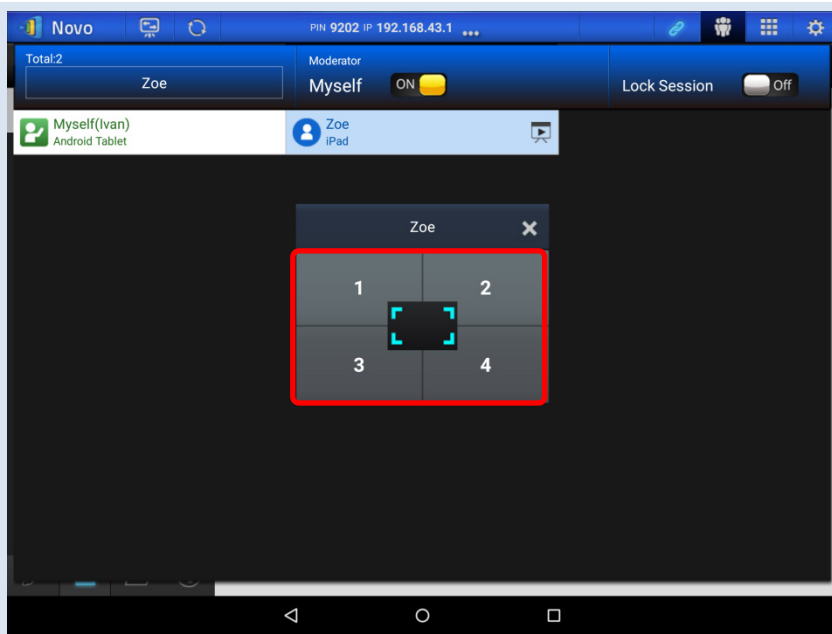 Novo PIN 9202 IP 192.168.43.1 ...
Total:2
Zoe
Moderator
Myself ON
Lock Session Off
Myself(Ivan)
Android Tablet
Zoe
iPad
Zoe
1 2
3 4